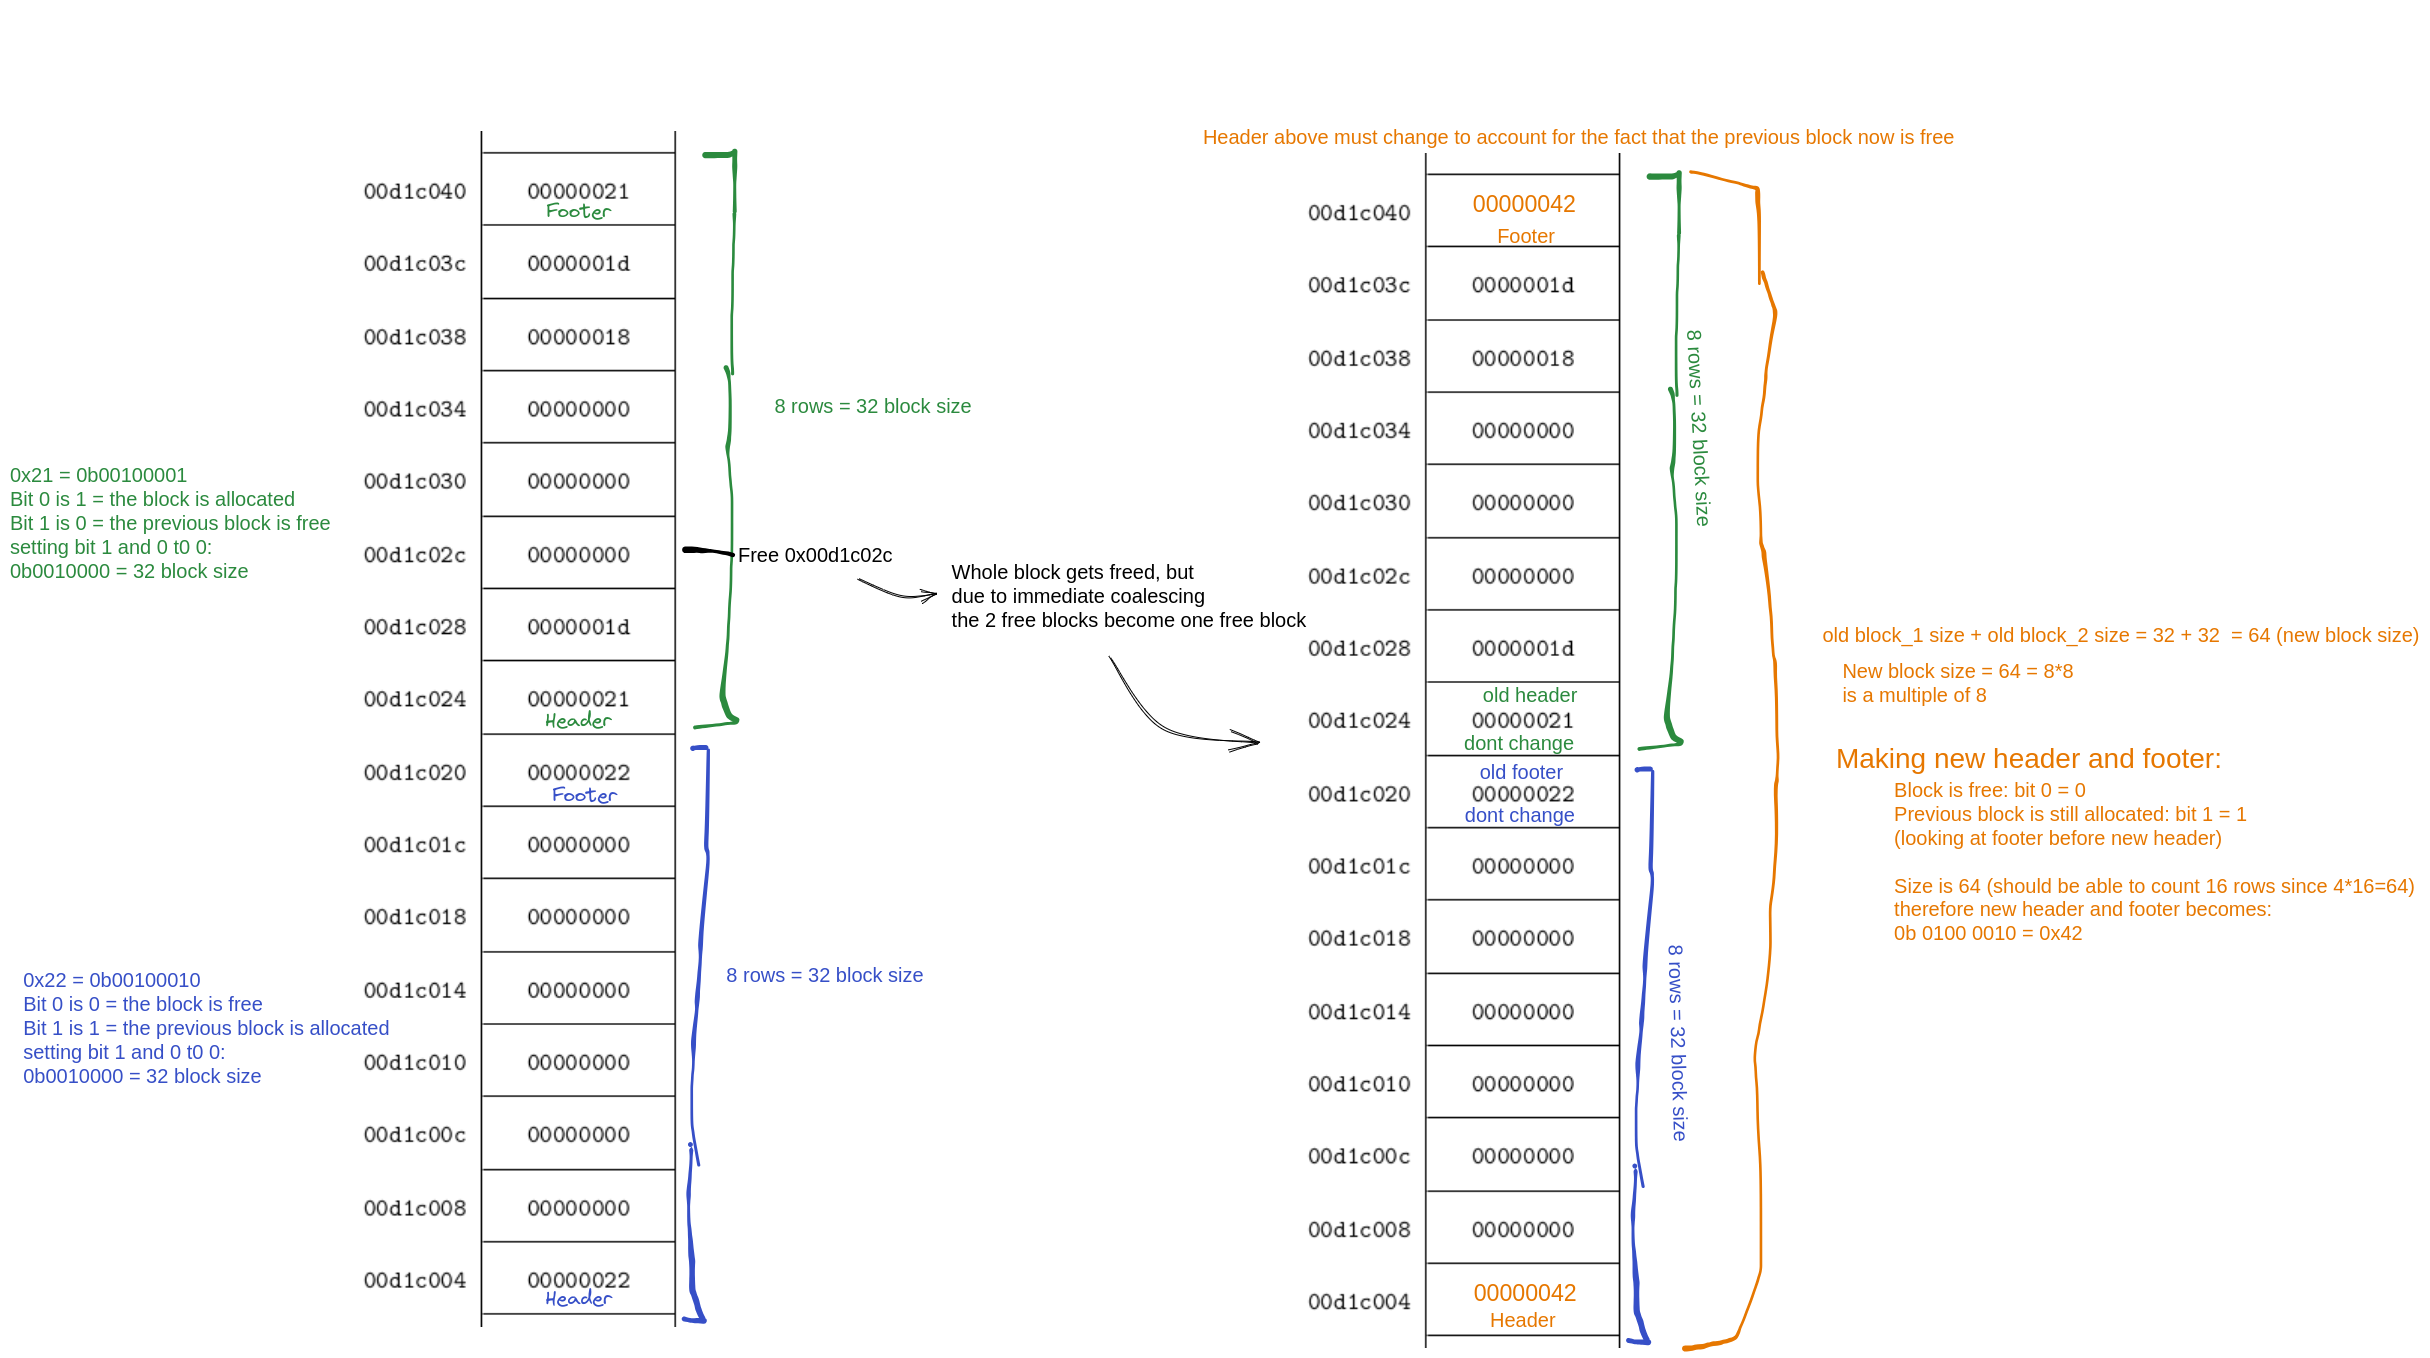 Header above must change to account for the fact that the previous block now is free
00d1c040 00000021
Footer
00d1c03c 0000001d
00d1c038 00000018
00d1c034 00000000
00d1c030 00000000
00d1c02c 00000000
00d1c028 0000001d
00d1c024 00000021
Header
00d1c020 00000022
Footer
00d1c01c 00000000
00d1c018 00000000
00d1c014 00000000
00d1c010 00000000
00d1c00c 00000000
00d1c008 00000000
00d1c004 00000022
Header
8 rows = 32 block size
0x21 = 0b00100001
Bit 0 is 1 = the block is allocated
Bit 1 is 0 = the previous block is free
setting bit 1 and 0 t0 0:
0b0010000 = 32 block size
8 rows = 32 block size
0x22 = 0b00100010
Bit 0 is 0 = the block is free
Bit 1 is 1 = the previous block is allocated
setting bit 1 and 0 t0 0:
0b0010000 = 32 block size
Free 0x00d1c02c
Whole block gets freed, but
due to immediate coalescing
the 2 free blocks become one free block
00d1c040 00000042
Footer
00d1c03c 0000001d
00d1c038 00000018
00d1c034 00000000
00d1c030 00000000
00d1c02c 00000000
00d1c028 0000001d
old header
00d1c024 00000021
dont change
old footer
00d1c020 00000022
dont change
00d1c01c 00000000
00d1c018 00000000
00d1c014 00000000
00d1c010 00000000
00d1c00c 00000000
00d1c008 00000000
00d1c004 00000042
Header
8 rows = 32 block size
8 rows = 32 block size
old block_1 size + old block_2 size = 32 + 32 = 64 (new block size)
New block size = 64 = 8*8
is a multiple of 8
Making new header and footer:
Block is free: bit 0 = 0
Previous block is still allocated: bit 1 = 1
(looking at footer before new header)
Size is 64 (should be able to count 16 rows since 4*16=64)
therefore new header and footer becomes:
0b 0100 0010 = 0x42